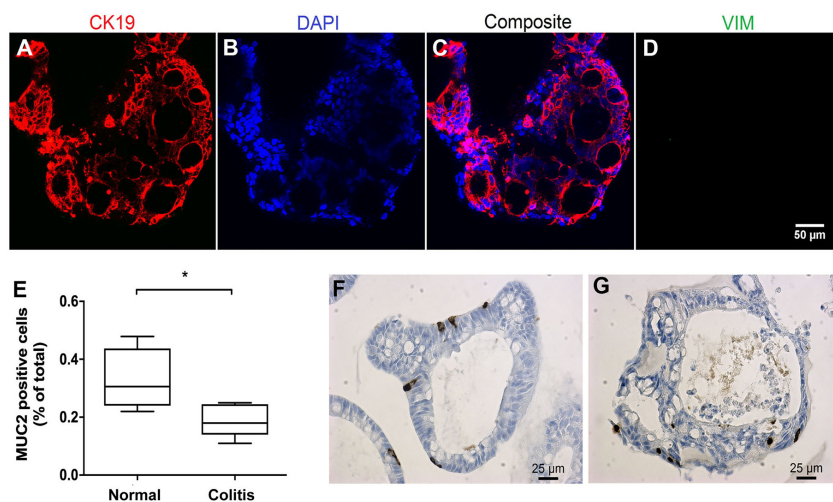 CK19 DAPI Composite VIM
A B C D
50 µm
E F G
*
0.6
0.4
0.2
0.0
MUC2 positive cells
(% of total)
Normal Colitis
25 µm 25 µm